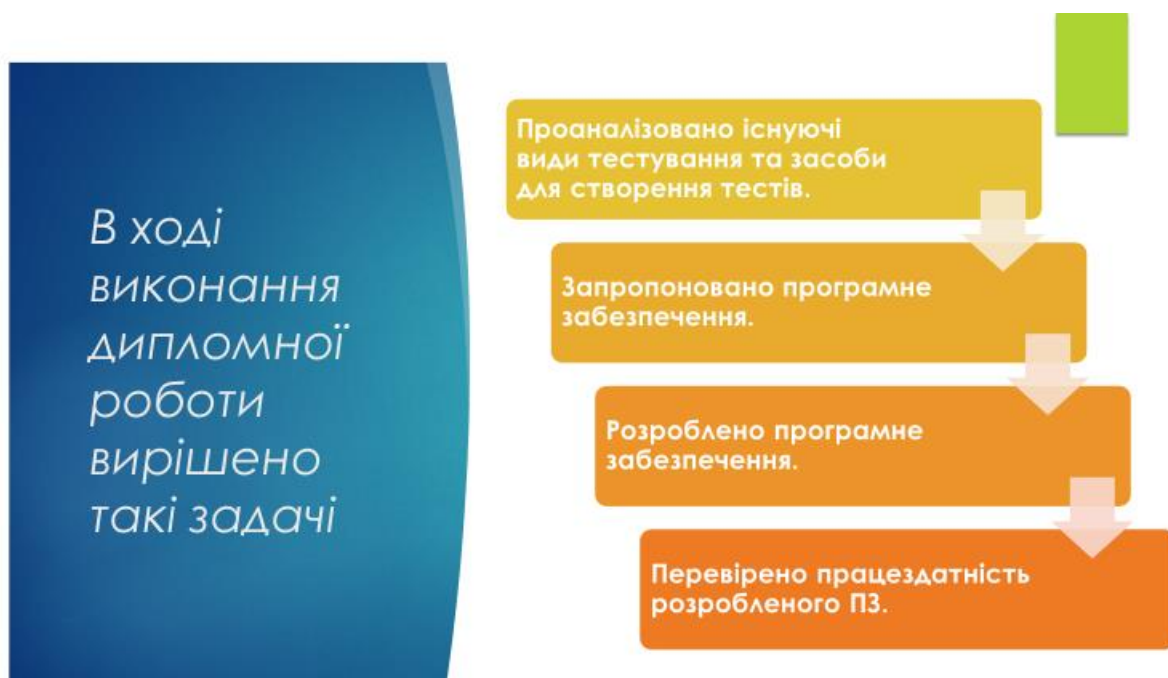 В ході
виконання
дипломної
роботи
вирішено
такі задачі
Проаналізовано існуючі
види тестування та засоби
для створення тестів.
Запропоновано програмне
забезпечення.
Розроблено програмне
забезпечення.
Перевірено працездатність
розробленого ПЗ.